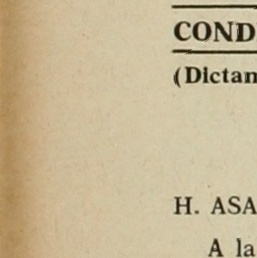 COND
(Dictan
H. ASA
A la